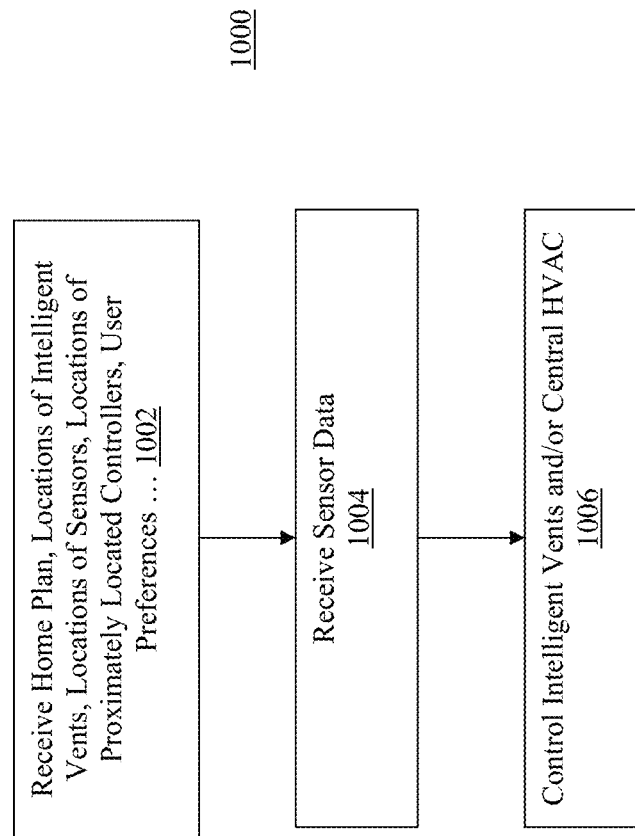 Receive Home Plan, Locations of Intelligent
Vents, Locations of Sensors, Locations of
Proximately Located Controllers, User
Preferences ... 1002
Receive Sensor Data
1004
Control Intelligent Vents and/or Central HVAC
1006
1000